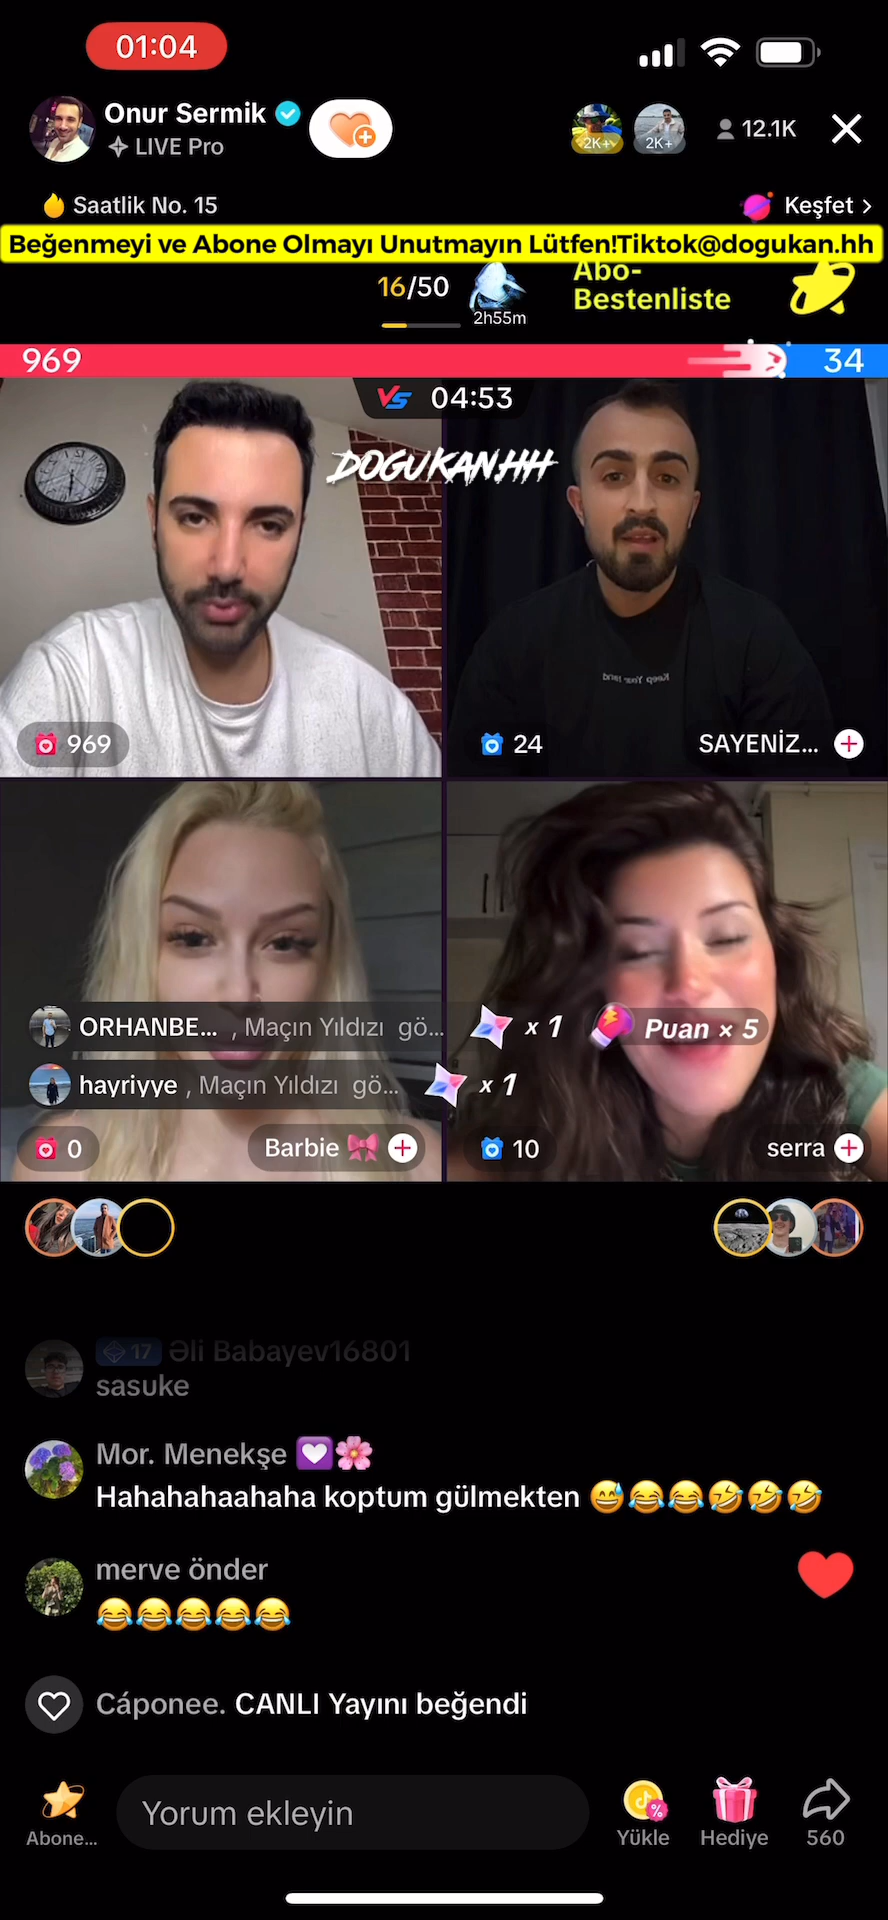 01:04
Onur Sermik
LIVE Pro
2K+
2K+
12.1K
Saatlik No. 15
Keşfet >
Beğenmeyi ve Abone Olmayı Unutmayın Lütfen!Tiktok@dogukan.hh
16/50
2h55m
Abo-
Bestenliste
969
34
VS 04:53
DOGUKAN.HH
Keep Your
969
24
SAYENİZ...
ORHANBE... , Maçın Yıldızı gö... x 1
Puan × 5
hayriyye , Maçın Yıldızı gö... x 1
0
Barbie
10
serra
17 Əli Babayev16801
sasuke
Mor. Menekşe 💜🌸
Hahahahaahaha koptum gülmekten 😅😂😂🤣🤣🤣
merve önder
😂😂😂😂😂
Cáponee. CANLI Yayını beğendi
Abone...
Yorum ekleyin
Yükle
Hediye
560